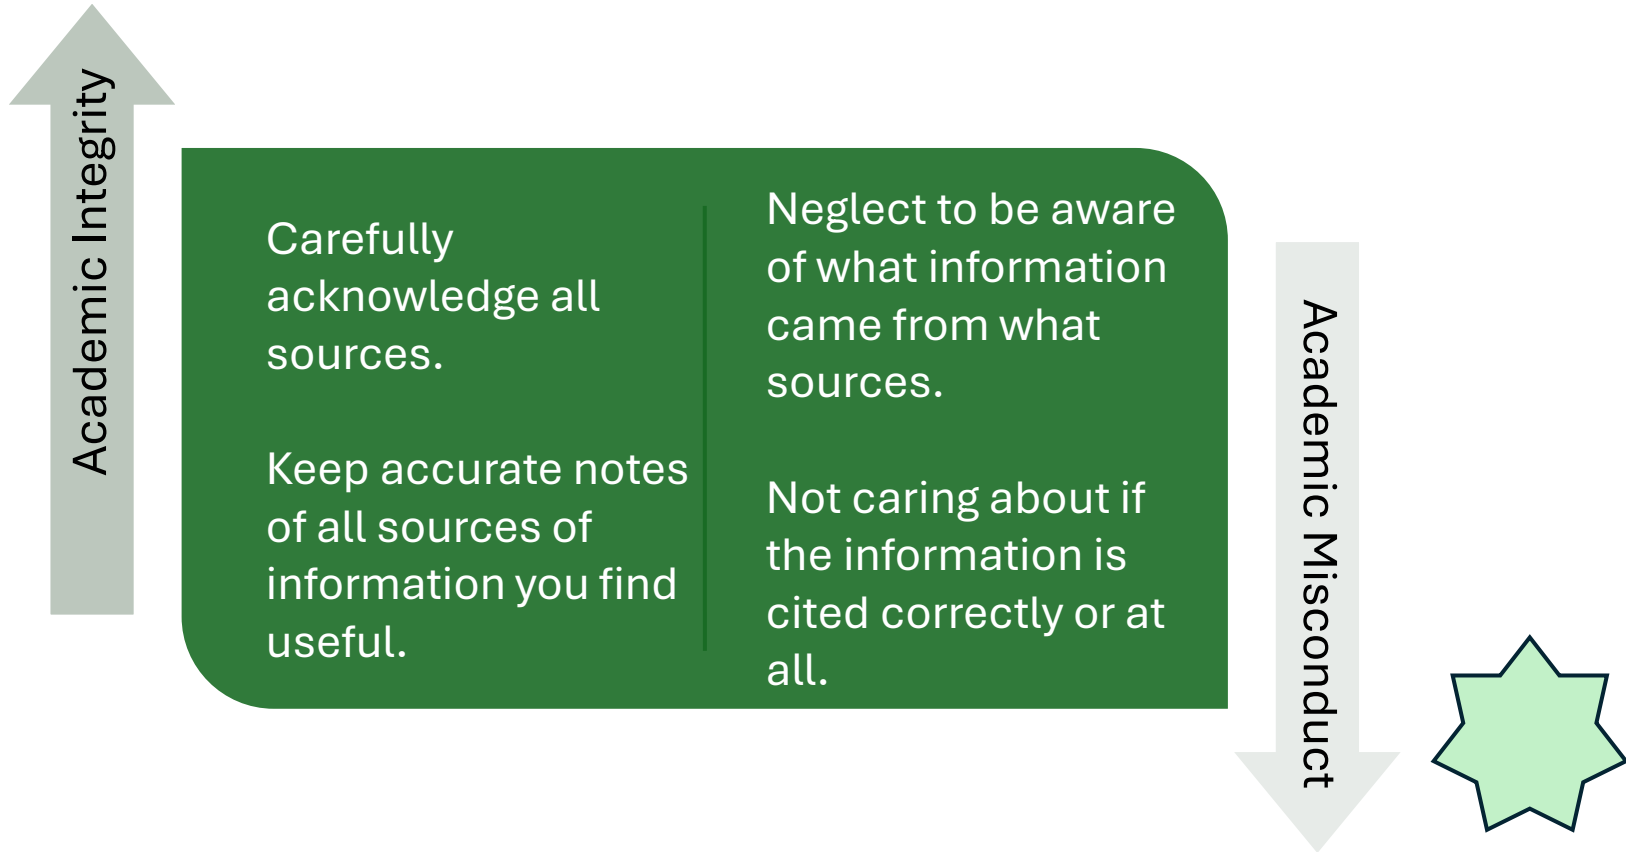 Academic Integrity
Carefully
acknowledge all
sources.
Keep accurate notes
of all sources of
information you find
useful.
Neglect to be aware
of what information
came from what
sources.
Not caring about if
the information is
cited correctly or at
all.
Academic Misconduct